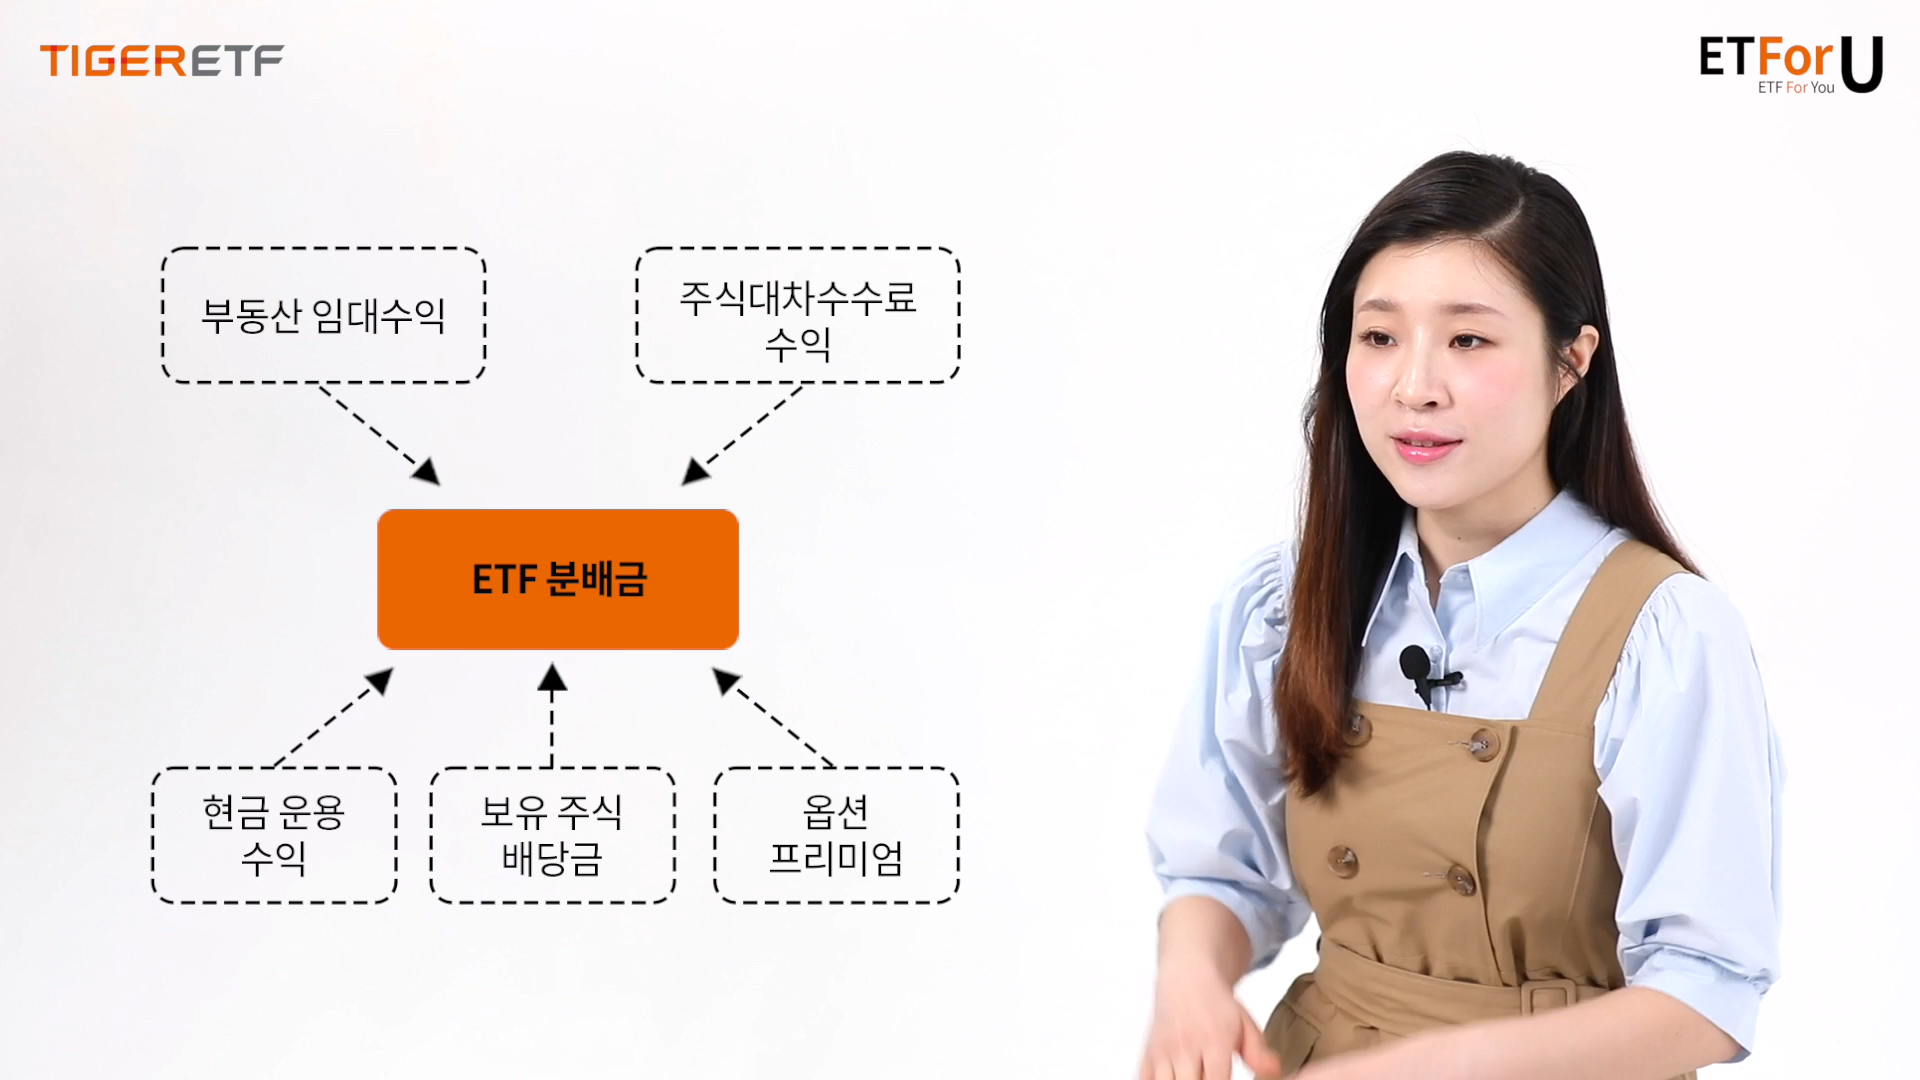 TIGERETF
ETForU
ETF For You
부동산 임대수익
주식대차수수료
수익
ETF 분배금
현금 운용
수익
보유 주식
배당금
옵션
프리미엄